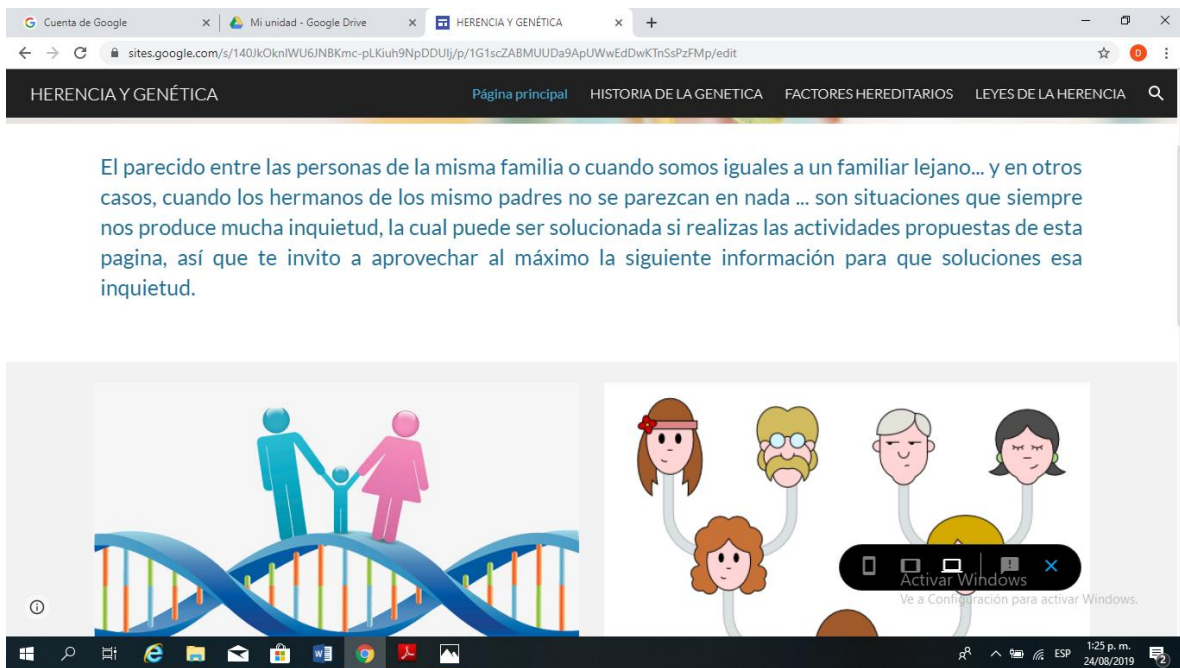 Cuenta de Google
Mi unidad - Google Drive
HERENCIA Y GENÉTICA
sites.google.com/s/140JkOknIWU6JNBKmc-pLKiuh9NpDDUIj/p/1G1scZABMUUDa9ApUWwEdDwKTnSsPzFMp/edit
D
HERENCIA Y GENÉTICA
Página principal
HISTORIA DE LA GENETICA
FACTORES HEREDITARIOS
LEYES DE LA HERENCIA
El parecido entre las personas de la misma familia o cuando somos iguales a un familiar lejano... y en otros
casos, cuando los hermanos de los mismo padres no se parezcan en nada ... son situaciones que siempre
nos produce mucha inquietud, la cual puede ser solucionada si realizas las actividades propuestas de esta
pagina, así que te invito a aprovechar al máximo la siguiente información para que soluciones esa
inquietud.
Activar Windows
Ve a Configuración para activar Windows.
ESP
1:25 p. m.
24/08/2019
2